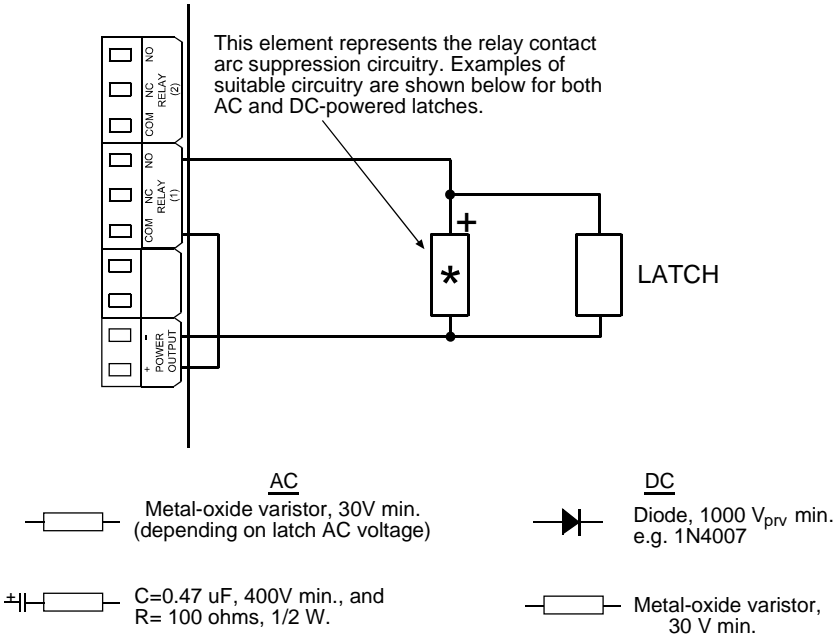 This element represents the relay contact
arc suppression circuitry. Examples of
suitable circuitry are shown below for both
AC and DC-powered latches.
NO
NC
COM
RELAY
(2)
NO
NC
COM
RELAY
(1)
-
+
POWER
OUTPUT
+
*
LATCH
AC
Metal-oxide varistor, 30V min.
(depending on latch AC voltage)
+
C=0.47 uF, 400V min., and
R= 100 ohms, 1/2 W.
DC
Diode, 1000 Vprv min.
e.g. 1N4007
Metal-oxide varistor,
30 V min.